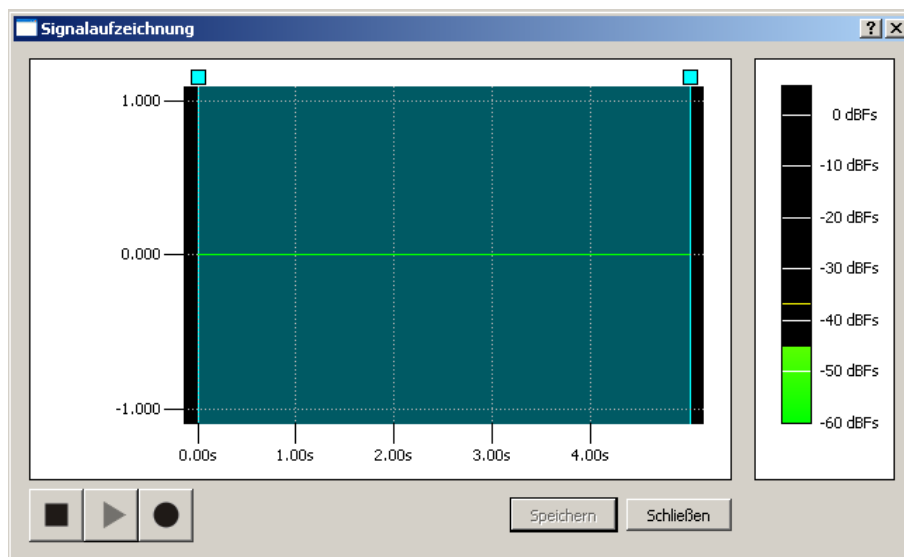 Signalaufzeichnung
1.000
0.000
-1.000
0.00s 1.00s 2.00s 3.00s 4.00s
0 dBFs
-10 dBFs
-20 dBFs
-30 dBFs
-40 dBFs
-50 dBFs
-60 dBFs
Speichern Schließen